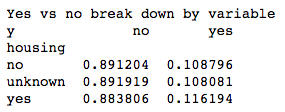 Yes vs no break down by variable
y no yes
housing
no 0.891204 0.108796
unknown 0.891919 0.108081
yes 0.883806 0.116194